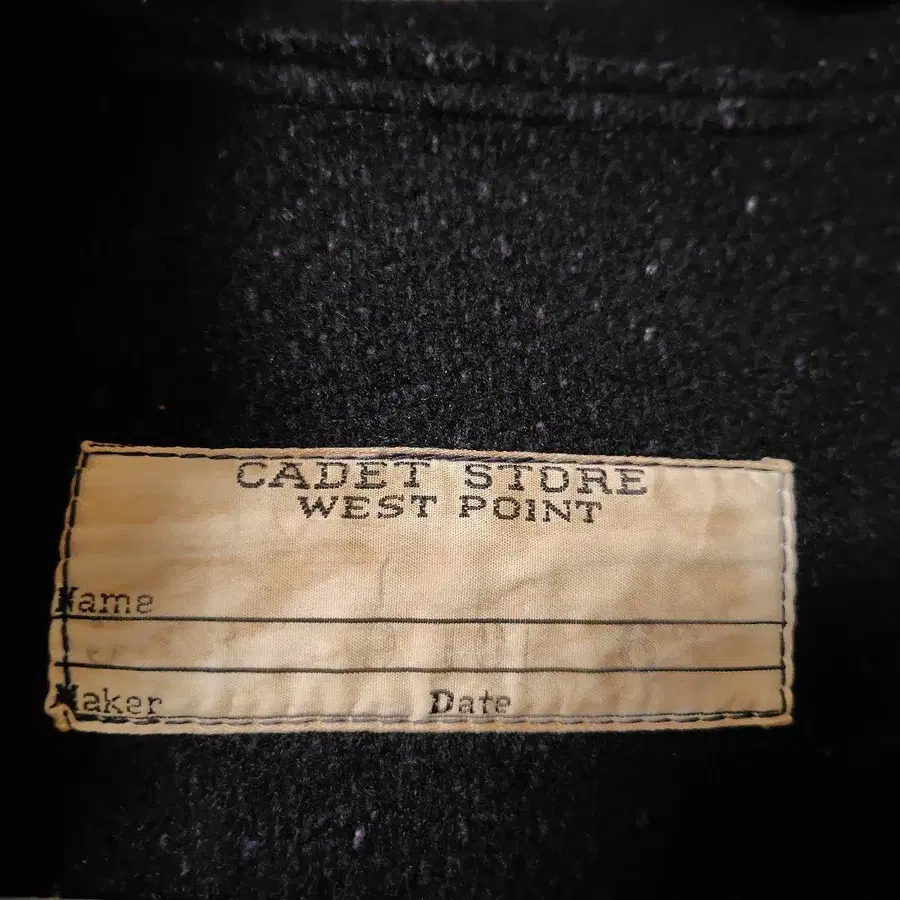 CADET STORE
WEST POINT
Name
Maker Date